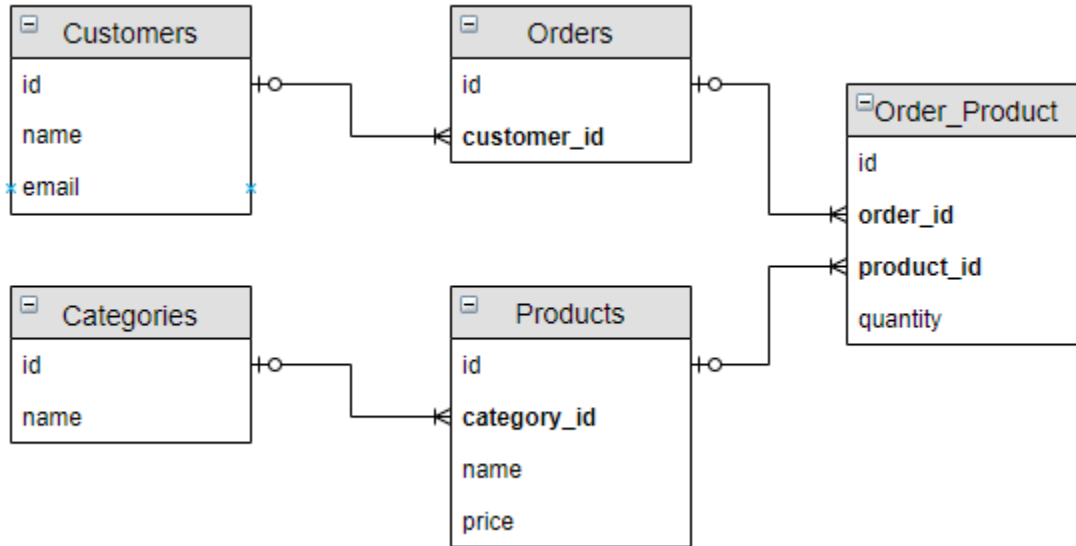 Customers
id
name
email
Orders
id
customer_id
Order_Product
id
order_id
product_id
quantity
Categories
id
name
Products
id
category_id
name
price